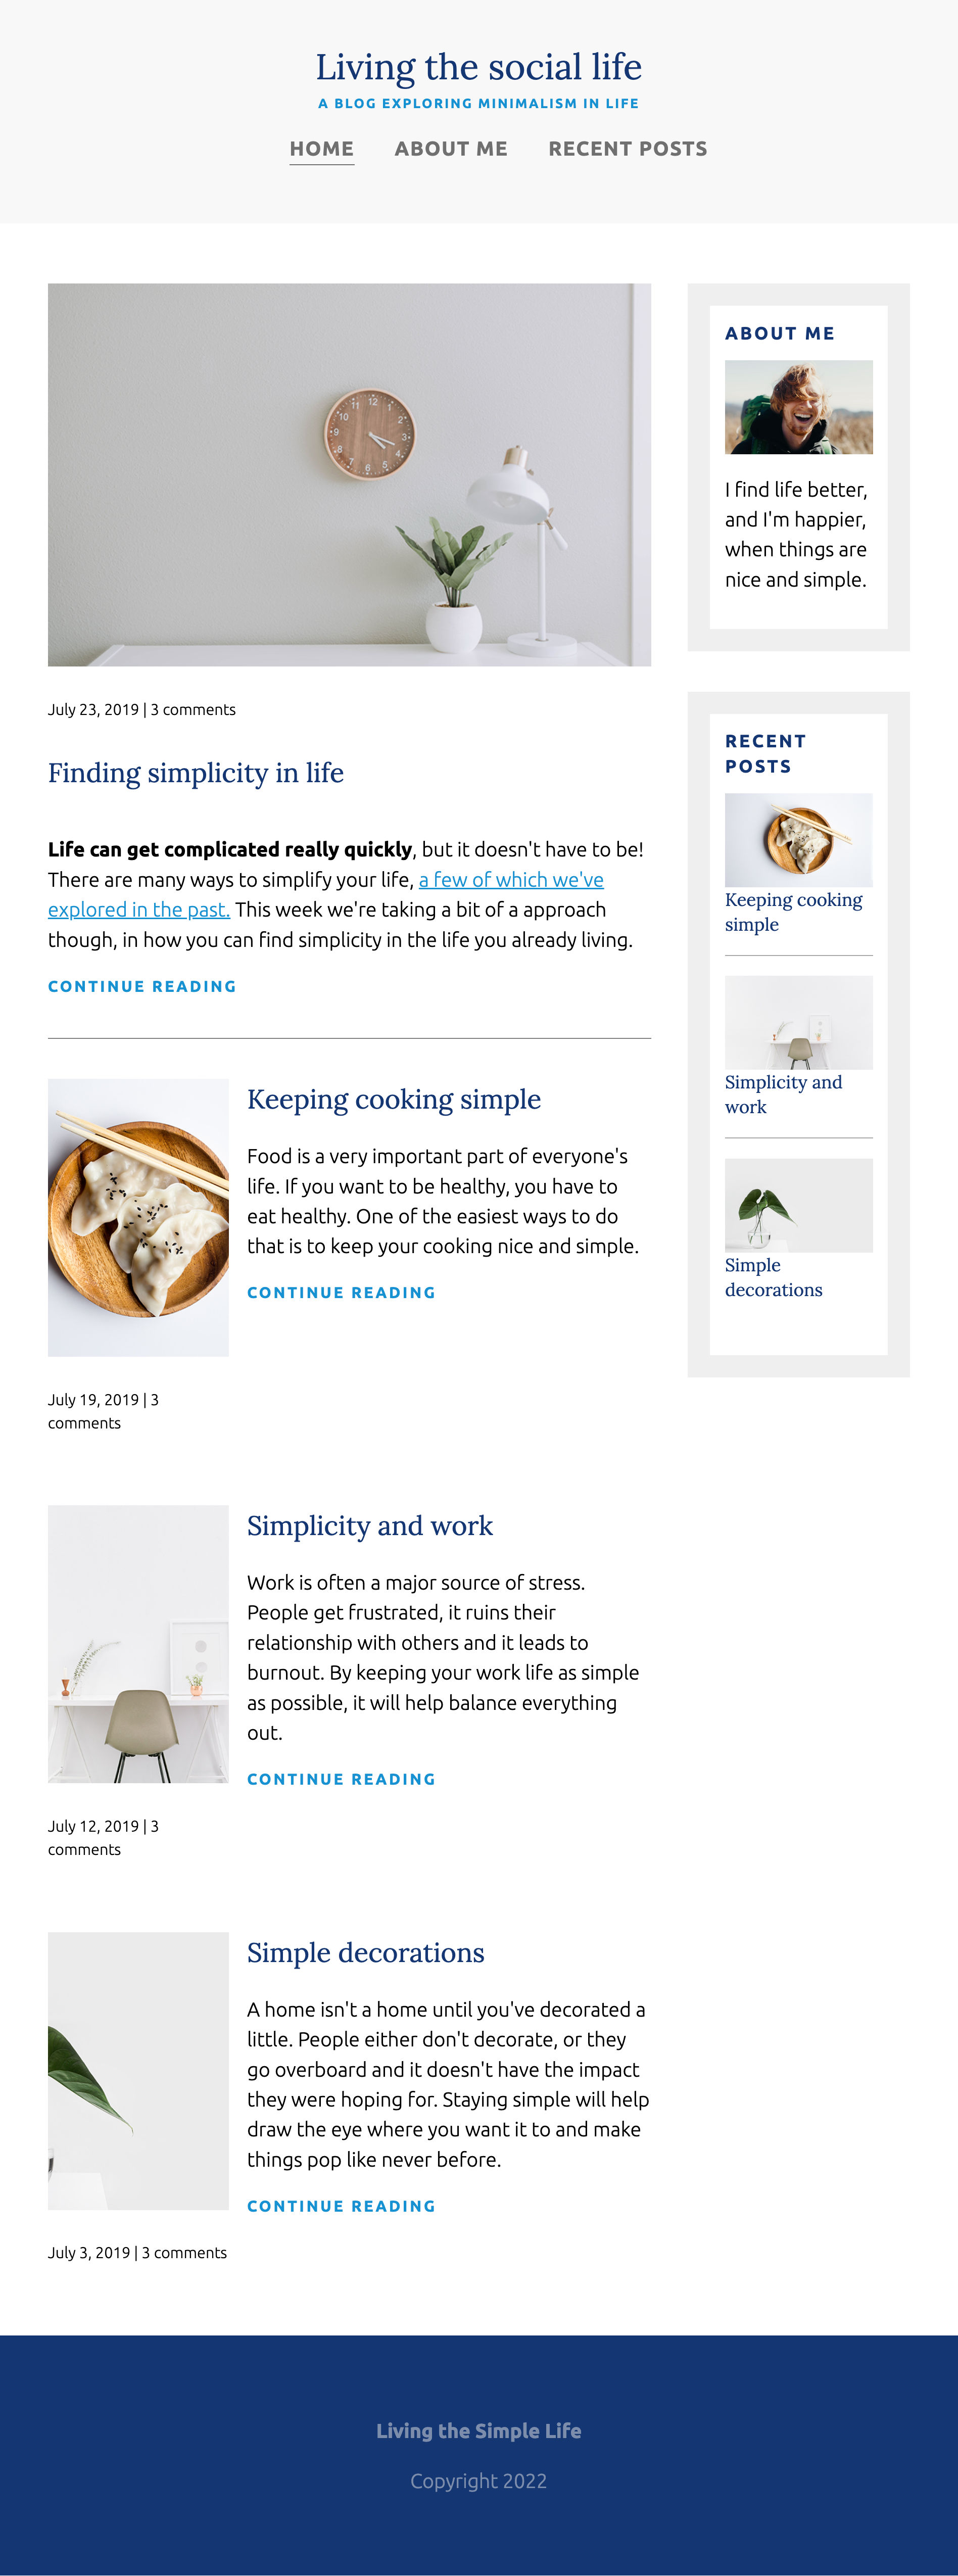 Living the social life
A BLOG EXPLORING MINIMALISM IN LIFE
HOME ABOUT ME RECENT POSTS
July 23, 2019 | 3 comments
Finding simplicity in life
Life can get complicated really quickly, but it doesn't have to be!
There are many ways to simplify your life, a few of which we've
explored in the past. This week we're taking a bit of a approach
though, in how you can find simplicity in the life you already living.
CONTINUE READING
Keeping cooking simple
Food is a very important part of everyone's
life. If you want to be healthy, you have to
eat healthy. One of the easiest ways to do
that is to keep your cooking nice and simple.
CONTINUE READING
July 19, 2019 | 3
comments
Simplicity and work
Work is often a major source of stress.
People get frustrated, it ruins their
relationship with others and it leads to
burnout. By keeping your work life as simple
as possible, it will help balance everything
out.
CONTINUE READING
July 12, 2019 | 3
comments
Simple decorations
A home isn't a home until you've decorated a
little. People either don't decorate, or they
go overboard and it doesn't have the impact
they were hoping for. Staying simple will help
draw the eye where you want it to and make
things pop like never before.
CONTINUE READING
July 3, 2019 | 3 comments
ABOUT ME
I find life better,
and I'm happier,
when things are
nice and simple.
RECENT
POSTS
Keeping cooking
simple
Simplicity and
work
Simple
decorations
Living the Simple Life
Copyright 2022